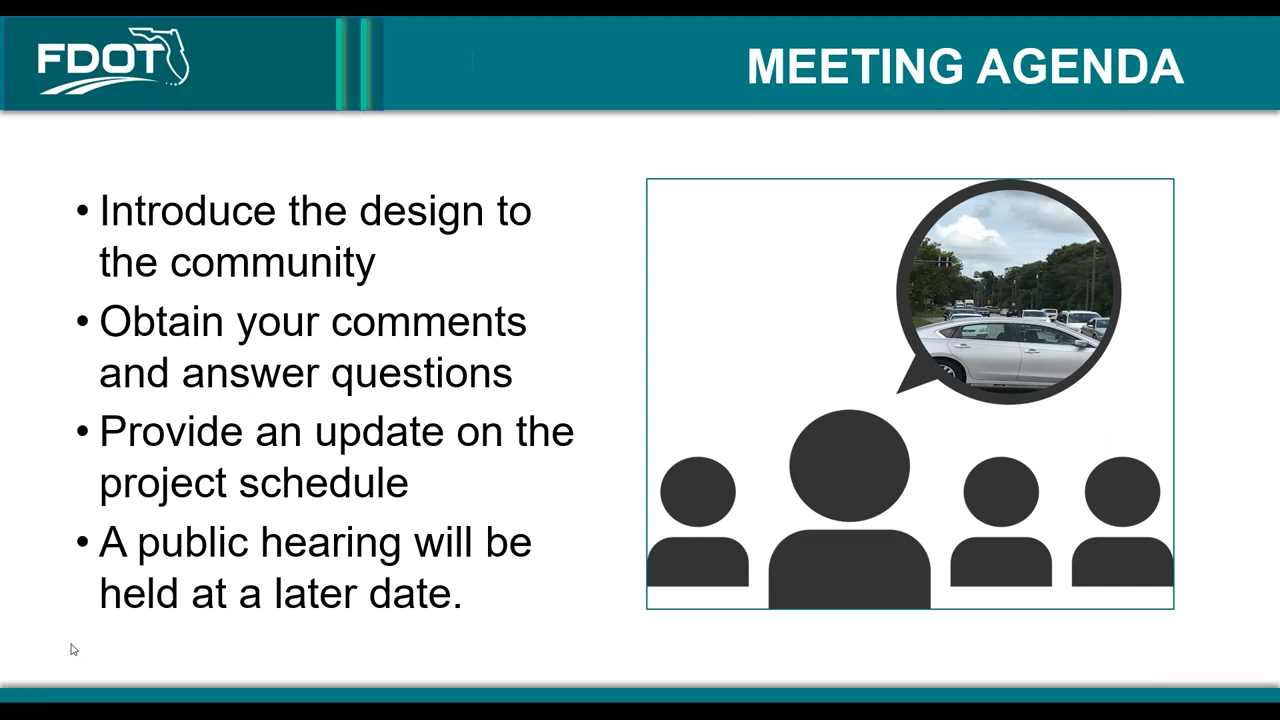 FDOT
MEETING AGENDA
• Introduce the design to
the community
• Obtain your comments
and answer questions
• Provide an update on the
project schedule
• A public hearing will be
held at a later date.